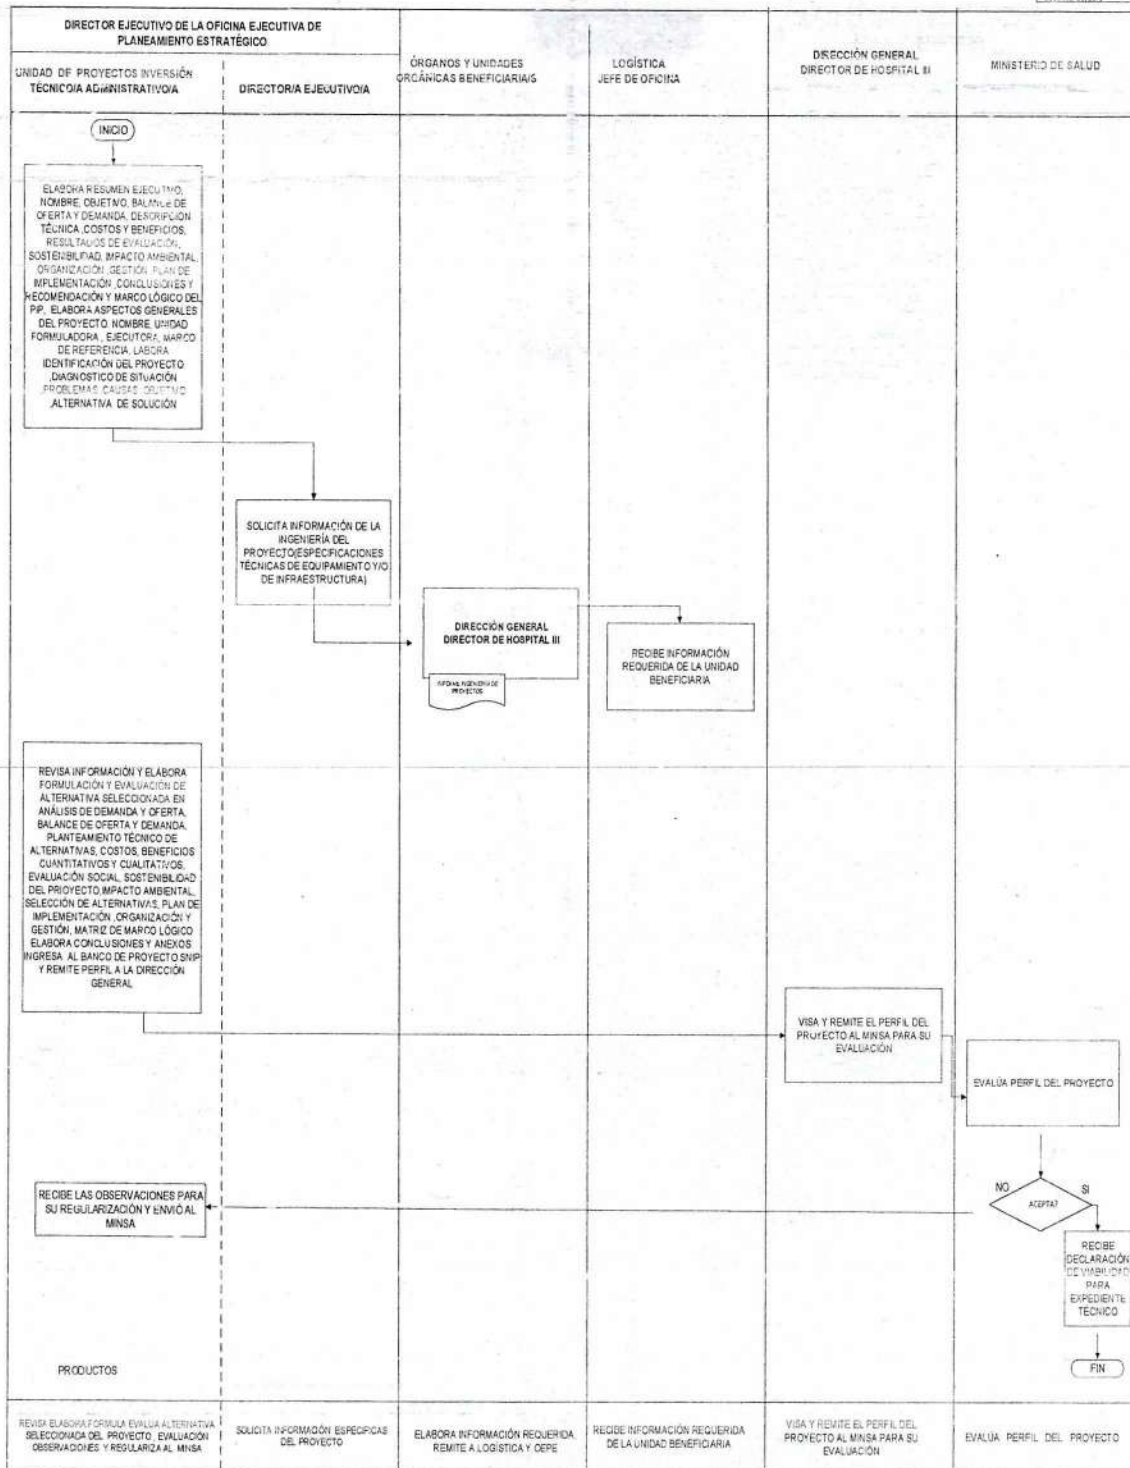 DIRECTOR EJECUTIVO DE LA OFICINA EJECUTIVA DE
PLANEAMIENTO ESTRATÉGICO
UNIDAD DE PROYECTOS INVERSIÓN
TÉCNICO/A ADMINISTRATIVO/A
DIRECTOR/A EJECUTIVO/A
ÓRGANOS Y UNIDADES
ORGÁNICAS BENEFICIARIA/S
LOGÍSTICA
JEFE DE OFICINA
DIRECCIÓN GENERAL
DIRECTOR DE HOSPITAL III
MINISTERIO DE SALUD
INICIO
ELABORA RESUMEN EJECUTIVO,
NOMBRE, OBJETIVO, BALANCE DE
OFERTA Y DEMANDA, DESCRIPCIÓN
TÉCNICA ,COSTOS Y BENEFICIOS,
RESULTADOS DE EVALUACIÓN,
SOSTENIBILIDAD, IMPACTO AMBIENTAL,
ORGANIZACIÓN ,GESTIÓN ,PLAN DE
IMPLEMENTACIÓN ,CONCLUSIONES Y
RECOMENDACIÓN Y MARCO LÓGICO DEL
PIP, ELABORA ASPECTOS GENERALES
DEL PROYECTO, NOMBRE, UNIDAD
FORMULADORA , EJECUTORA, MARCO
DE REFERENCIA, LABORA
IDENTIFICACIÓN DEL PROYECTO
,DIAGNOSTICO DE SITUACIÓN
,PROBLEMAS, CAUSAS, OBJETIVO
,ALTERNATIVA DE SOLUCIÓN
SOLICITA INFORMACIÓN DE LA
INGENIERÍA DEL
PROYECTO(ESPECIFICACIONES
TÉCNICAS DE EQUIPAMIENTO Y/O
DE INFRAESTRUCTURA)
DIRECCIÓN GENERAL
DIRECTOR DE HOSPITAL III
INFORME INGENIERÍA DE
PROYECTOS
RECIBE INFORMACIÓN
REQUERIDA DE LA UNIDAD
BENEFICIARIA
REVISA INFORMACIÓN Y ELABORA
FORMULACIÓN Y EVALUACIÓN DE
ALTERNATIVA SELECCIONADA EN
ANÁLISIS DE DEMANDA Y OFERTA,
BALANCE DE OFERTA Y DEMANDA,
PLANTEAMIENTO TÉCNICO DE
ALTERNATIVAS, COSTOS, BENEFICIOS
CUANTITATIVOS Y CUALITATIVOS,
EVALUACIÓN SOCIAL, SOSTENIBILIDAD
DEL PRIOYECTO,IMPACTO AMBIENTAL,
SELECCIÓN DE ALTERNATIVAS, PLAN DE
IMPLEMENTACIÓN ,ORGANIZACIÓN Y
GESTIÓN, MATRIZ DE MARCO LÓGICO
ELABORA CONCLUSIONES Y ANEXOS
INGRESA AL BANCO DE PROYECTO SNIP
Y REMITE PERFIL A LA DIRECCIÓN
GENERAL
VISA Y REMITE EL PERFIL DEL
PROYECTO AL MINSA PARA SU
EVALUACIÓN
EVALÚA PERFIL DEL PROYECTO
RECIBE LAS OBSERVACIONES PARA
SU REGULARIZACIÓN Y ENVIÓ AL
MINSA
NO
ACEPTA?
SI
RECIBE
DECLARACIÓN
DE VIABILIDAD
PARA
EXPEDIENTE
TÉCNICO
FIN
PRODUCTOS
REVISA ELABORA FORMULA EVALUA ALTERNATIVA
SELECCIONADA DEL PROYECTO, EVALUACIÓN
OBSERVACIONES Y REGULARIZA AL MINSA
SOLICITA INFORMACIÓN ESPECIFICAS
DEL PROYECTO
ELABORA INFORMACIÓN REQUERIDA,
REMITE A LOGÍSTICA Y OEPE
RECIBE INFORMACIÓN REQUERIDA
DE LA UNIDAD BENEFICIARIA
VISA Y REMITE EL PERFIL DEL
PROYECTO AL MINSA PARA SU
EVALUACIÓN
EVALÚA PERFIL DEL PROYECTO